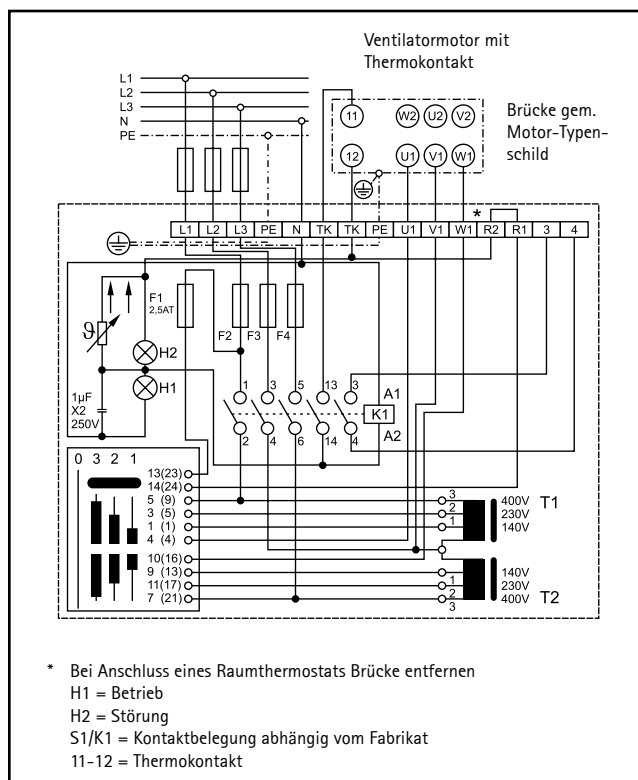 Ventilatormotor mit
Thermokontakt
L1
L2
L3
N
PE
11 W2 U2 V2
12 U1 V1 W1
Brücke gem.
Motor-Typen-
schild
*
L1 L2 L3 PE N TK TK PE U1 V1 W1 R2 R1 3 4
F1
2,5AT
F2 F3 F4
ϑ
H2
H1
1µF
X2
250V
1 3 5 13 3
A1
K1
A2
2 4 6 14 4
0 3 2 1
13(23)
14(24)
5 (9)
3 (5)
1 (1)
4 (4)
10(16)
9 (13)
11(17)
7 (21)
3 400V T1
2 230V
1 140V
140V
1 230V
2 400V T2
3
* Bei Anschluss eines Raumthermostats Brücke entfernen
H1 = Betrieb
H2 = Störung
S1/K1 = Kontaktbelegung abhängig vom Fabrikat
11-12 = Thermokontakt